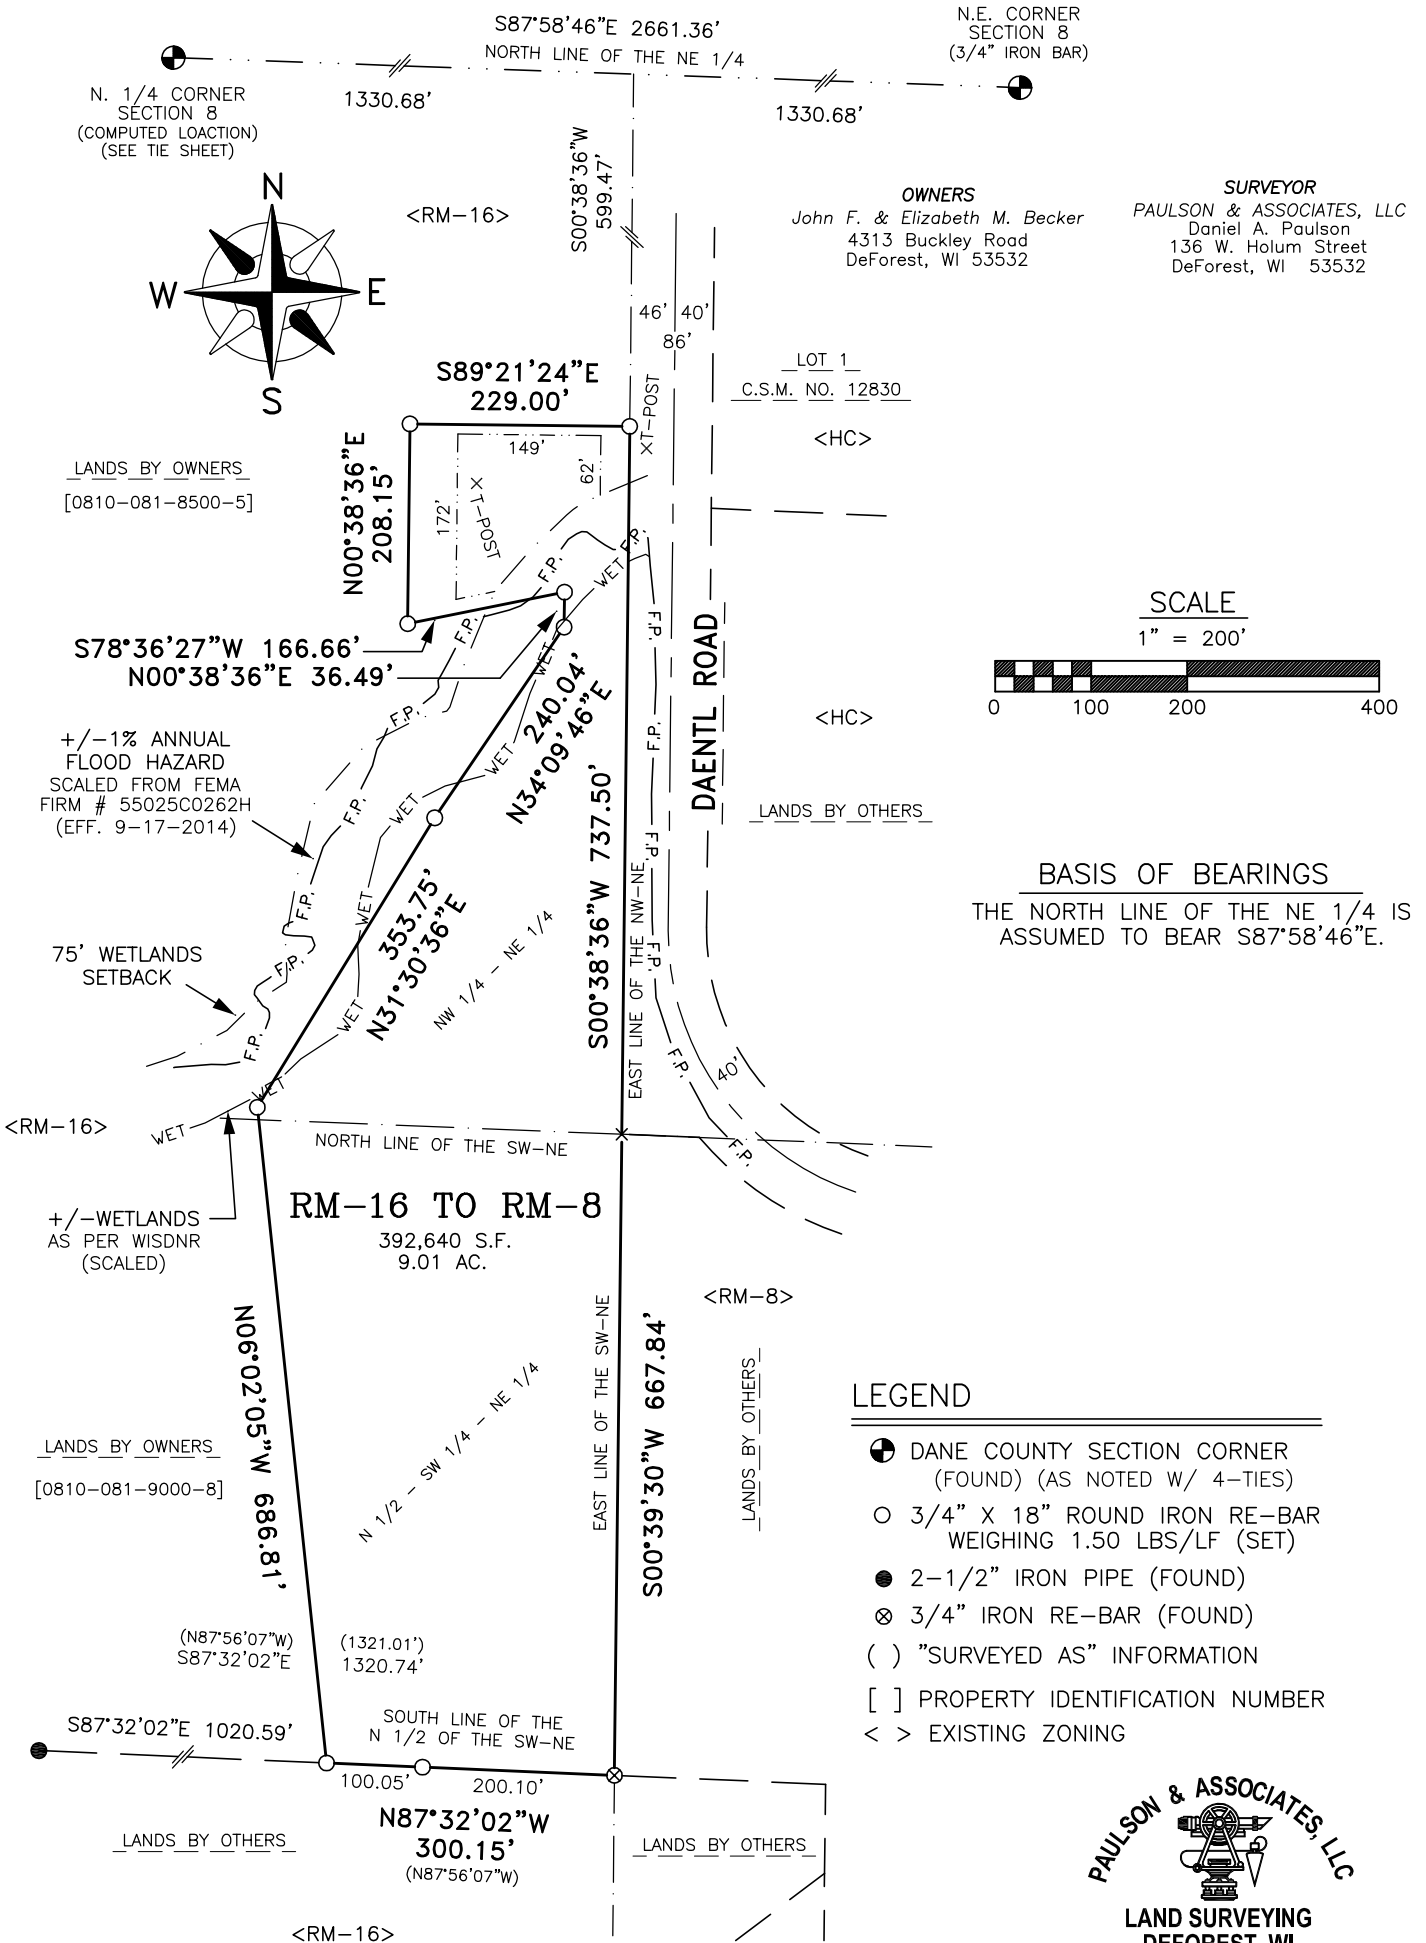 S87°58'46"E 2661.36'
NORTH LINE OF THE NE 1/4
N.E. CORNER
SECTION 8
(3/4" IRON BAR)
N. 1/4 CORNER
SECTION 8
(COMPUTED LOACTION)
(SEE TIE SHEET)
1330.68'
1330.68'
S00°38'36"W
599.47'
N
W
E
S
<RM-16>
OWNERS
John F. & Elizabeth M. Becker
4313 Buckley Road
DeForest, WI 53532
SURVEYOR
PAULSON & ASSOCIATES, LLC
Daniel A. Paulson
136 W. Holum Street
DeForest, WI 53532
46'
40'
86'
LOT 1
C.S.M. NO. 12830
<HC>
S89°21'24"E
229.00'
XT-POST
149'
62'
172'
X T-POST
N00°38'36"E
208.15'
LANDS BY OWNERS
[0810-081-8500-5]
F.P.
F.P.
WET
F.P.
WET
F.P.
S78°36'27"W 166.66'
N00°38'36"E 36.49'
240.04'
N34°09'46"E
DAENTL ROAD
SCALE
1" = 200'
0
100
200
400
<HC>
+/-1% ANNUAL
FLOOD HAZARD
SCALED FROM FEMA
FIRM # 55025C0262H
(EFF. 9-17-2014)
F.P.
F.P.
WET
WET
F.P.
F.P.
LANDS BY OTHERS
S00°38'36"W 737.50'
EAST LINE OF THE NW-NE
BASIS OF BEARINGS
THE NORTH LINE OF THE NE 1/4 IS
ASSUMED TO BEAR S87°58'46"E.
353.75'
N31°30'36"E
NW 1/4 - NE 1/4
F.P.
WET
F.P.
75' WETLANDS
SETBACK
F.P.
WET
F.P.
F.P.
40'
WET
WET
F.P.
<RM-16>
NORTH LINE OF THE SW-NE
RM-16 TO RM-8
392,640 S.F.
9.01 AC.
+/-WETLANDS
AS PER WISDNR
(SCALED)
<RM-8>
N06°02'05"W 686.81'
EAST LINE OF THE SW-NE
S00°39'30"W 667.84'
LANDS BY OTHERS
N 1/2 - SW 1/4 - NE 1/4
LANDS BY OWNERS
[0810-081-9000-8]
LEGEND
DANE COUNTY SECTION CORNER
(FOUND) (AS NOTED W/ 4-TIES)
3/4" X 18" ROUND IRON RE-BAR
WEIGHING 1.50 LBS/LF (SET)
2-1/2" IRON PIPE (FOUND)
3/4" IRON RE-BAR (FOUND)
( ) "SURVEYED AS" INFORMATION
[ ] PROPERTY IDENTIFICATION NUMBER
< > EXISTING ZONING
(N87°56'07"W) (1321.01')
S87°32'02"E 1320.74'
S87°32'02"E 1020.59'
SOUTH LINE OF THE
N 1/2 OF THE SW-NE
100.05'
200.10'
N87°32'02"W
300.15'
(N87°56'07"W)
LANDS BY OTHERS
LANDS BY OTHERS
<RM-16>
PAULSON & ASSOCIATES, LLC
LAND SURVEYING
DEFOREST, WI